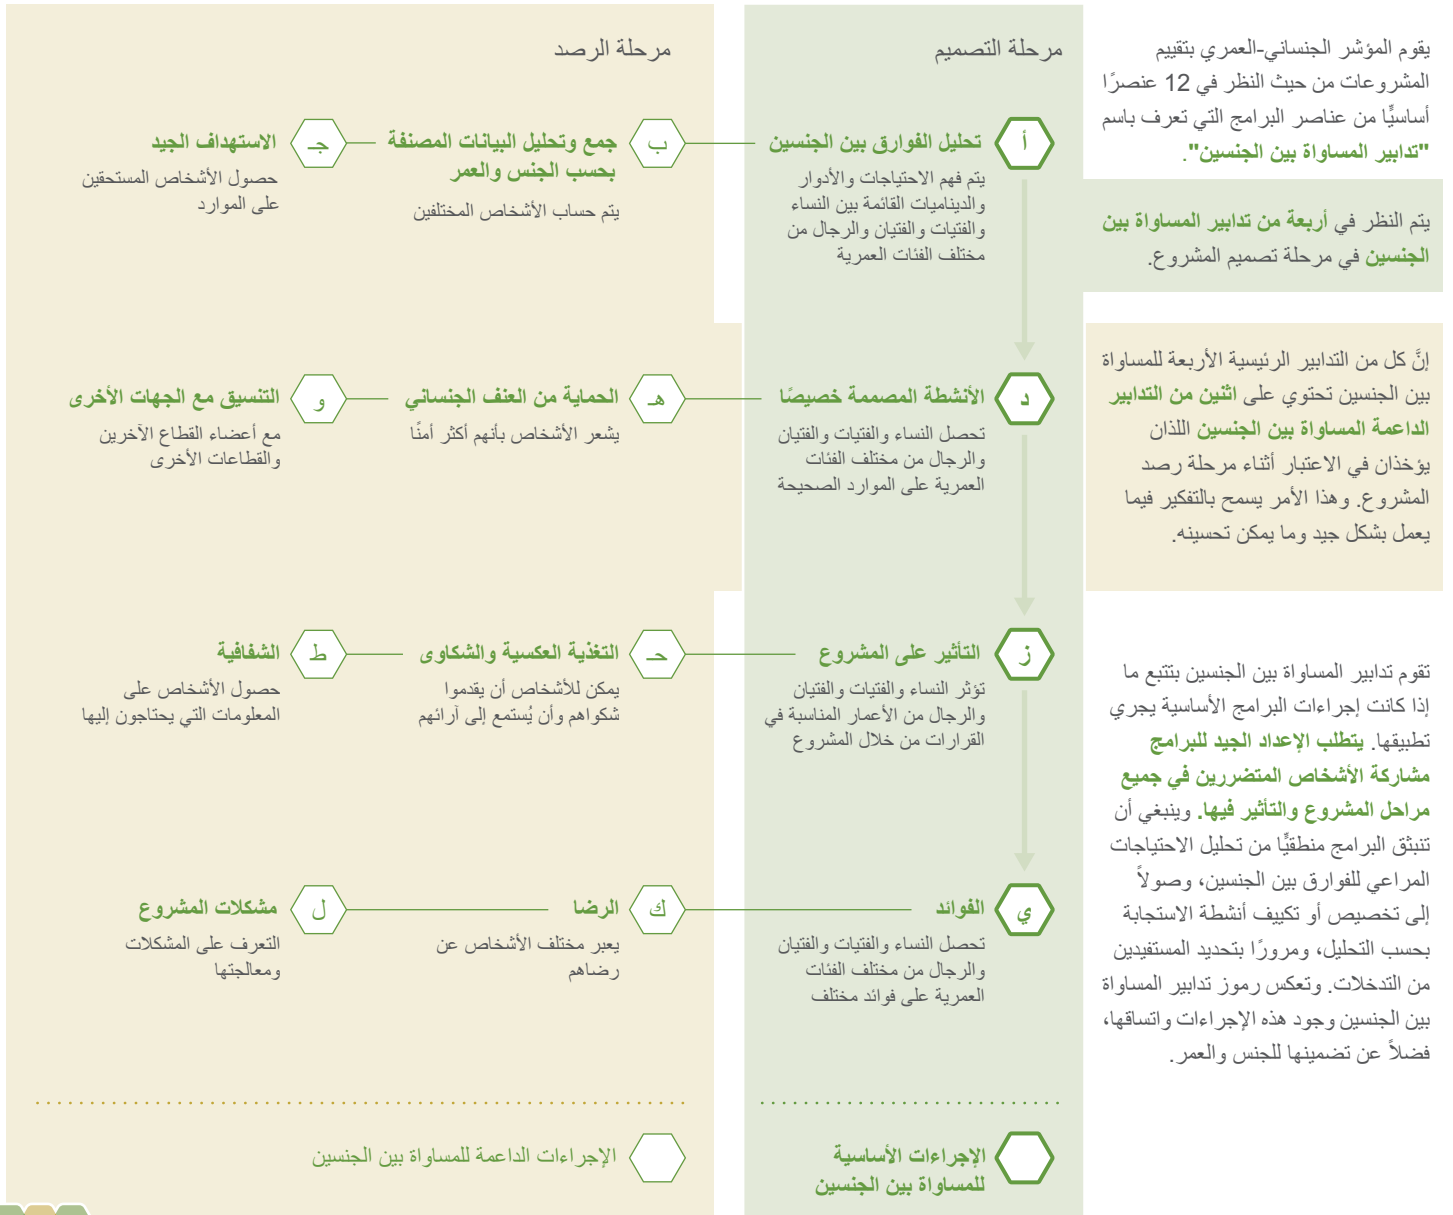 يقوم المؤشر الجنساني-العمري بتقييم
المشروعات من حيث النظر في 12 عنصرًا
أساسيًّا من عناصر البرامج التي تعرف باسم
"تدابير المساواة بين الجنسين".
يتم النظر في أربعة من تدابير المساواة بين
الجنسين في مرحلة تصميم المشروع.
إنَّ كل من التدابير الرئيسية الأربعة للمساواة
بين الجنسين تحتوي على اثنين من التدابير
الداعمة المساواة بين الجنسين اللذان
يؤخذان في الاعتبار أثناء مرحلة رصد
المشروع. وهذا الأمر يسمح بالتفكير فيما
يعمل بشكل جيد وما يمكن تحسينه.
تقوم تدابير المساواة بين الجنسين بتتبع ما
إذا كانت إجراءات البرامج الأساسية يجري
تطبيقها. يتطلب الإعداد الجيد للبرامج
مشاركة الأشخاص المتضررين في جميع
مراحل المشروع والتأثير فيها. وينبغي أن
تنبثق البرامج منطقيًّا من تحليل الاحتياجات
المراعي للفوارق بين الجنسين، وصولاً
إلى تخصيص أو تكييف أنشطة الاستجابة
بحسب التحليل، ومرورًا بتحديد المستفيدين
من التدخلات. وتعكس رموز تدابير المساواة
بين الجنسين وجود هذه الإجراءات واتساقها،
فضلاً عن تضمينها للجنس والعمر.
مرحلة التصميم
مرحلة الرصد
أ
تحليل الفوارق بين الجنسين
يتم فهم الاحتياجات والأدوار
والديناميات القائمة بين النساء
والفتيات والفتيان والرجال من
مختلف الفئات العمرية
ب
جمع وتحليل البيانات المصنفة
بحسب الجنس والعمر
يتم حساب الأشخاص المختلفين
جـ
الاستهداف الجيد
حصول الأشخاص المستحقين
على الموارد
د
الأنشطة المصممة خصيصًا
تحصل النساء والفتيات والفتيان
والرجال من مختلف الفئات
العمرية على الموارد الصحيحة
هـ
الحماية من العنف الجنساني
يشعر الأشخاص بأنهم أكثر أمنًا
و
التنسيق مع الجهات الأخرى
مع أعضاء القطاع الآخرين
والقطاعات الأخرى
ز
التأثير على المشروع
تؤثر النساء والفتيات والفتيان
والرجال من الأعمار المناسبة في
القرارات من خلال المشروع
حـ
التغذية العكسية والشكاوى
يمكن للأشخاص أن يقدموا
شكواهم وأن يُستمع إلى آرائهم
ط
الشفافية
حصول الأشخاص على
المعلومات التي يحتاجون إليها
ي
الفوائد
تحصل النساء والفتيات والفتيان
والرجال من مختلف الفئات
العمرية على فوائد مختلف
ك
الرضا
يعبر مختلف الأشخاص عن
رضاهم
ل
مشكلات المشروع
التعرف على المشكلات
ومعالجتها
الإجراءات الأساسية
للمساواة بين الجنسين
الإجراءات الداعمة للمساواة بين الجنسين